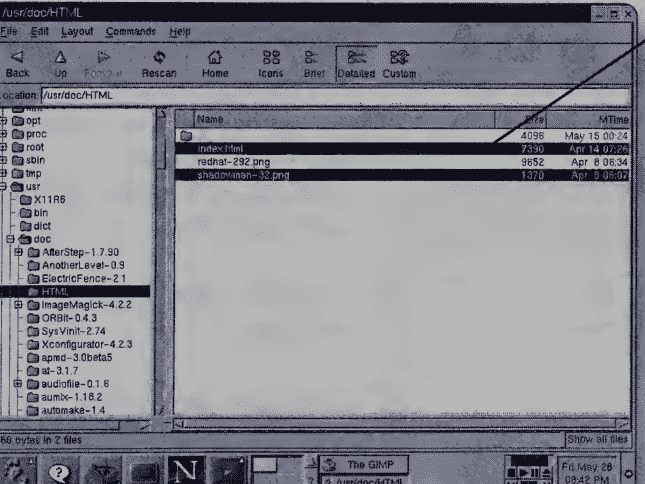 /usr/doc/HTML
File Edit Layout Commands Help
Back Up Forward Rescan Home Icons Brief Detailed Custom
Location: /usr/doc/HTML
Name Size MTime
4096 May 15 00:24
index.html 7390 Apr 14 07:26
redhat-292.png 9652 Apr 8 06:34
shadowman-32.png 1370 Apr 8 06:07
opt
proc
root
sbin
tmp
usr
X11R6
bin
dict
doc
AfterStep-1.7.90
AnotherLevel-0.9
ElectricFence-2.1
HTML
ImageMagick-4.2.2
ORBit-0.4.3
SysVinit-2.74
Xconfigurator-4.2.3
apmd-3.0beta5
at-3.1.7
audiofile-0.1.6
aumix-1.18.2
automake-1.4
60 bytes in 2 files Show all files
N
The GIMP
/usr/doc/HTML
Fri May 28
08:42 PM